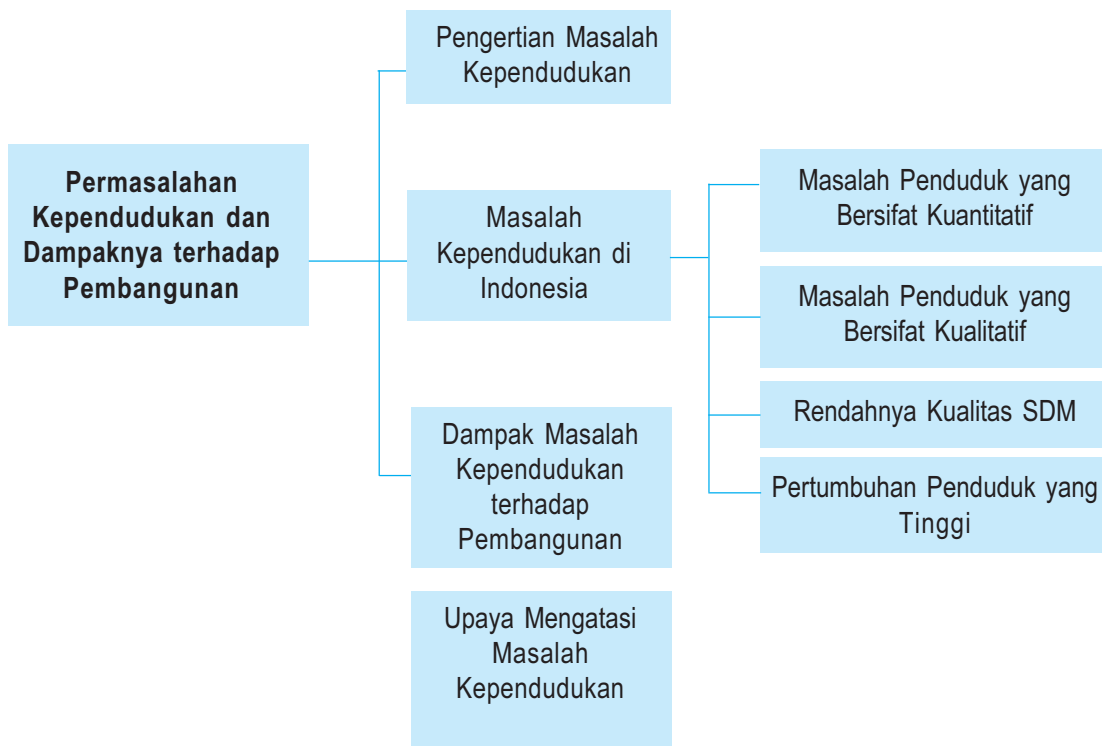 Permasalahan
Kependudukan dan
Dampaknya terhadap
Pembangunan
Pengertian Masalah
Kependudukan
Masalah
Kependudukan di
Indonesia
Masalah Penduduk yang
Bersifat Kuantitatif
Masalah Penduduk yang
Bersifat Kualitatif
Rendahnya Kualitas SDM
Pertumbuhan Penduduk yang
Tinggi
Dampak Masalah
Kependudukan
terhadap
Pembangunan
Upaya Mengatasi
Masalah
Kependudukan